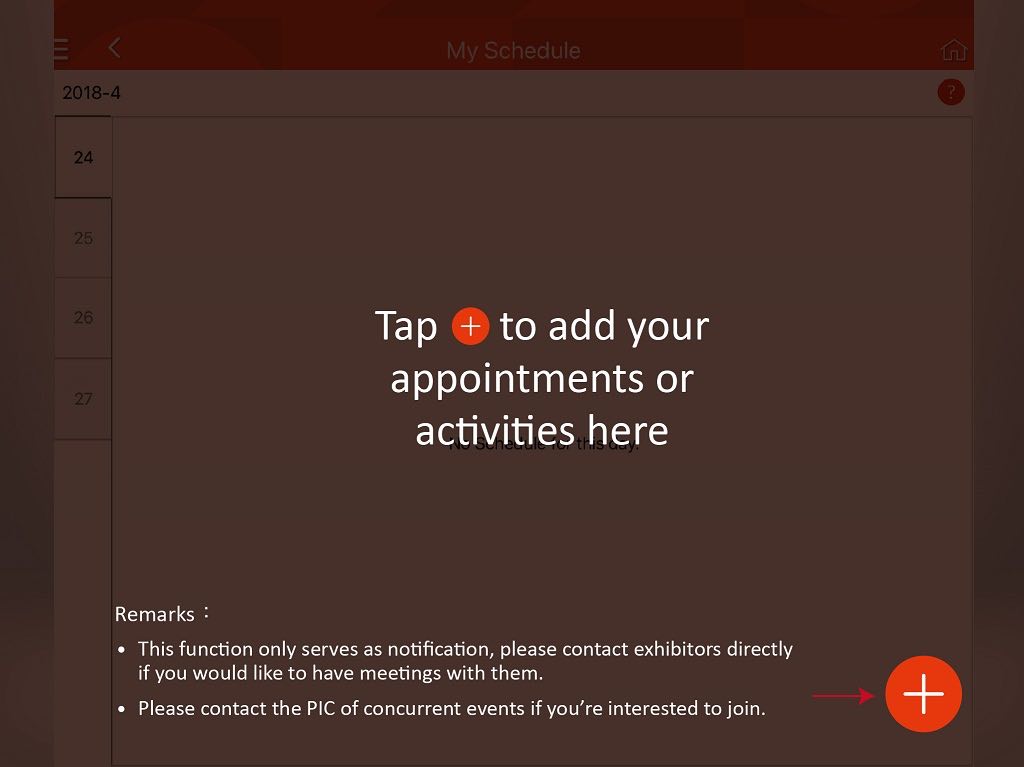 My Schedule
2018-4
?
24
25
26
27
Tap + to add your
appointments or
activities here
No Schedule for this day.
Remarks：
• This function only serves as notification, please contact exhibitors directly
if you would like to have meetings with them.
• Please contact the PIC of concurrent events if you’re interested to join.